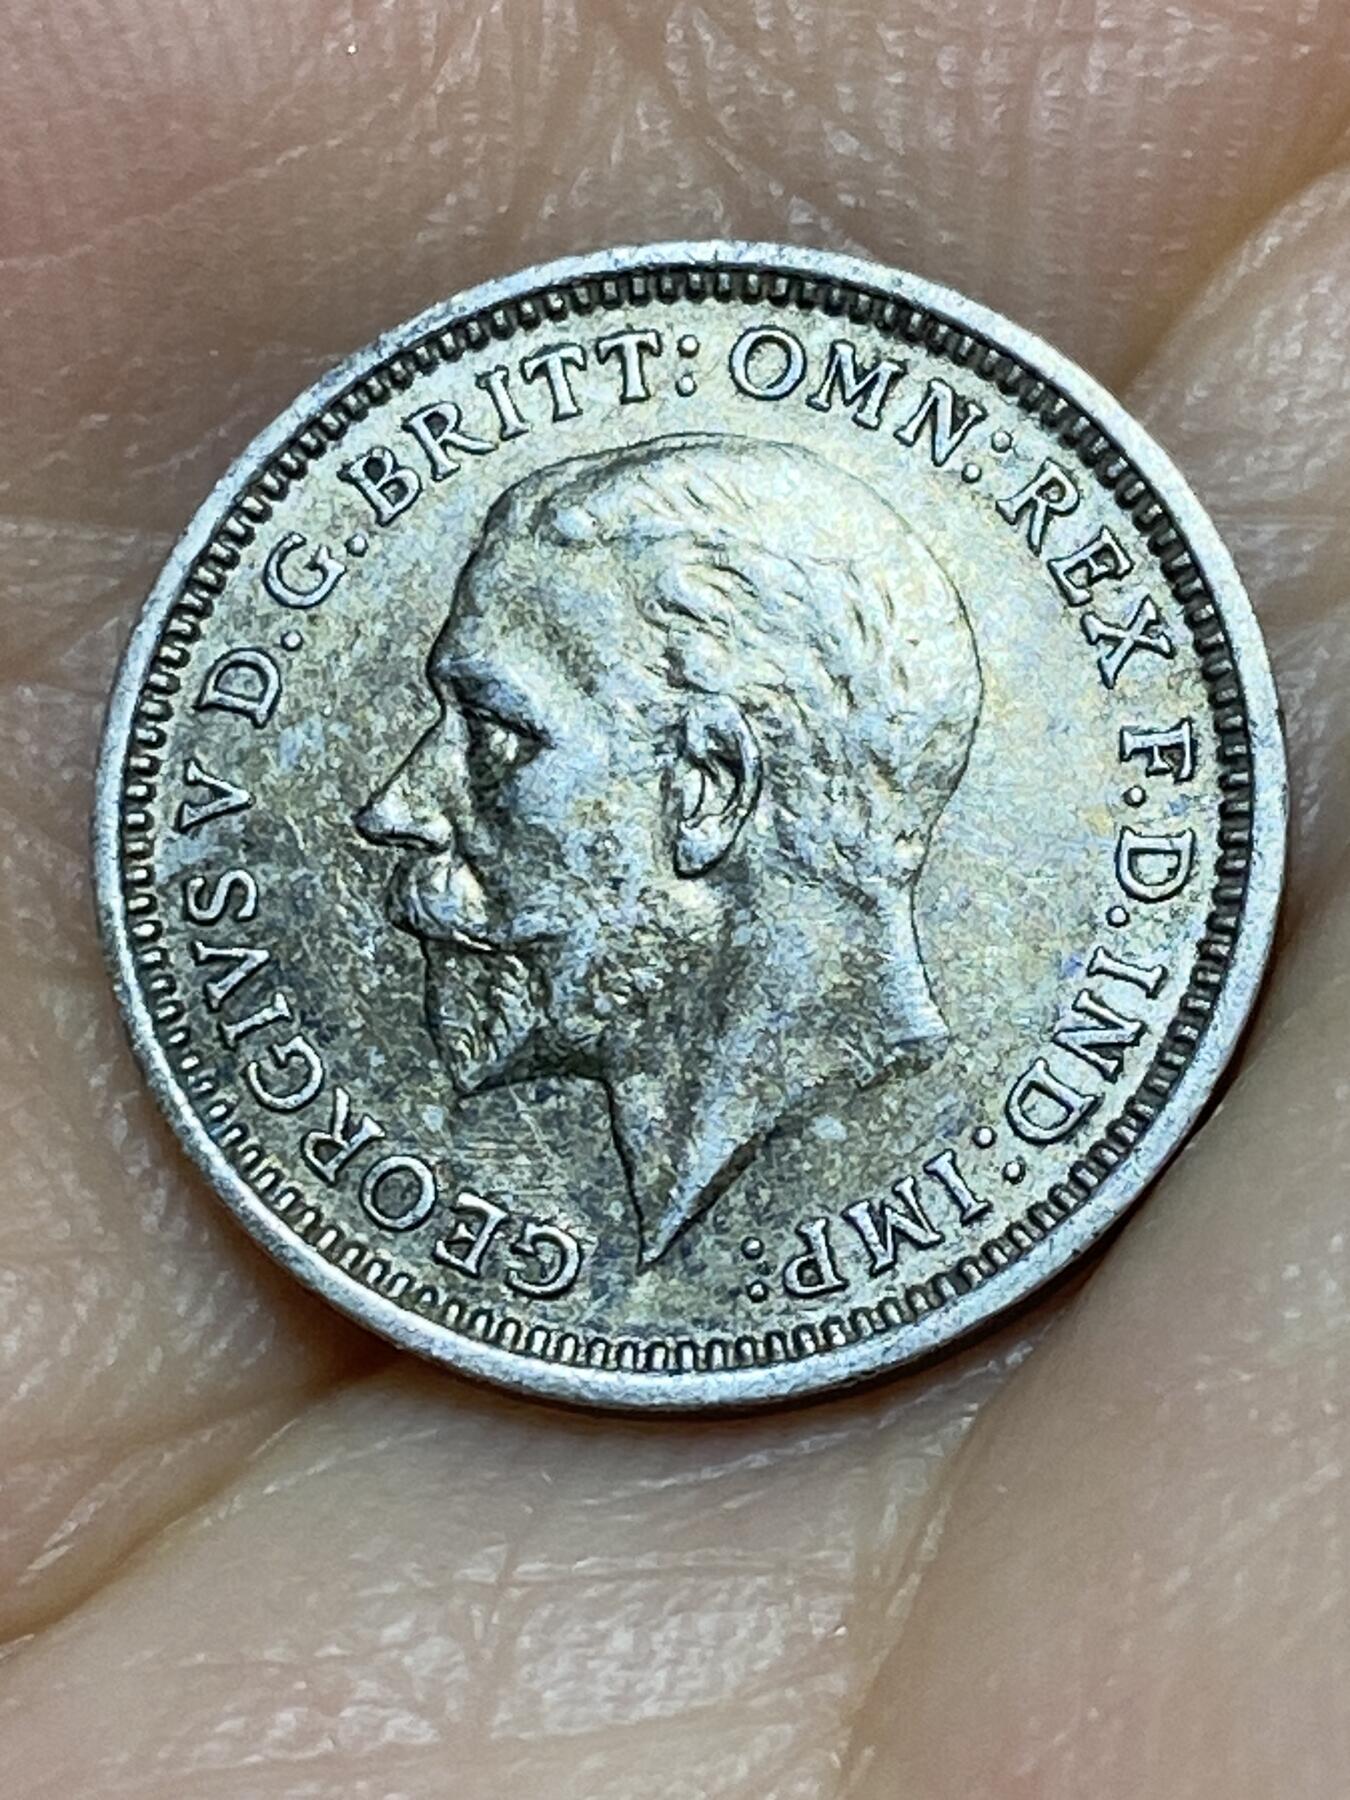 GEORGIVS V D.G.BRITT: OMN: REX F.D.IND:IMP: